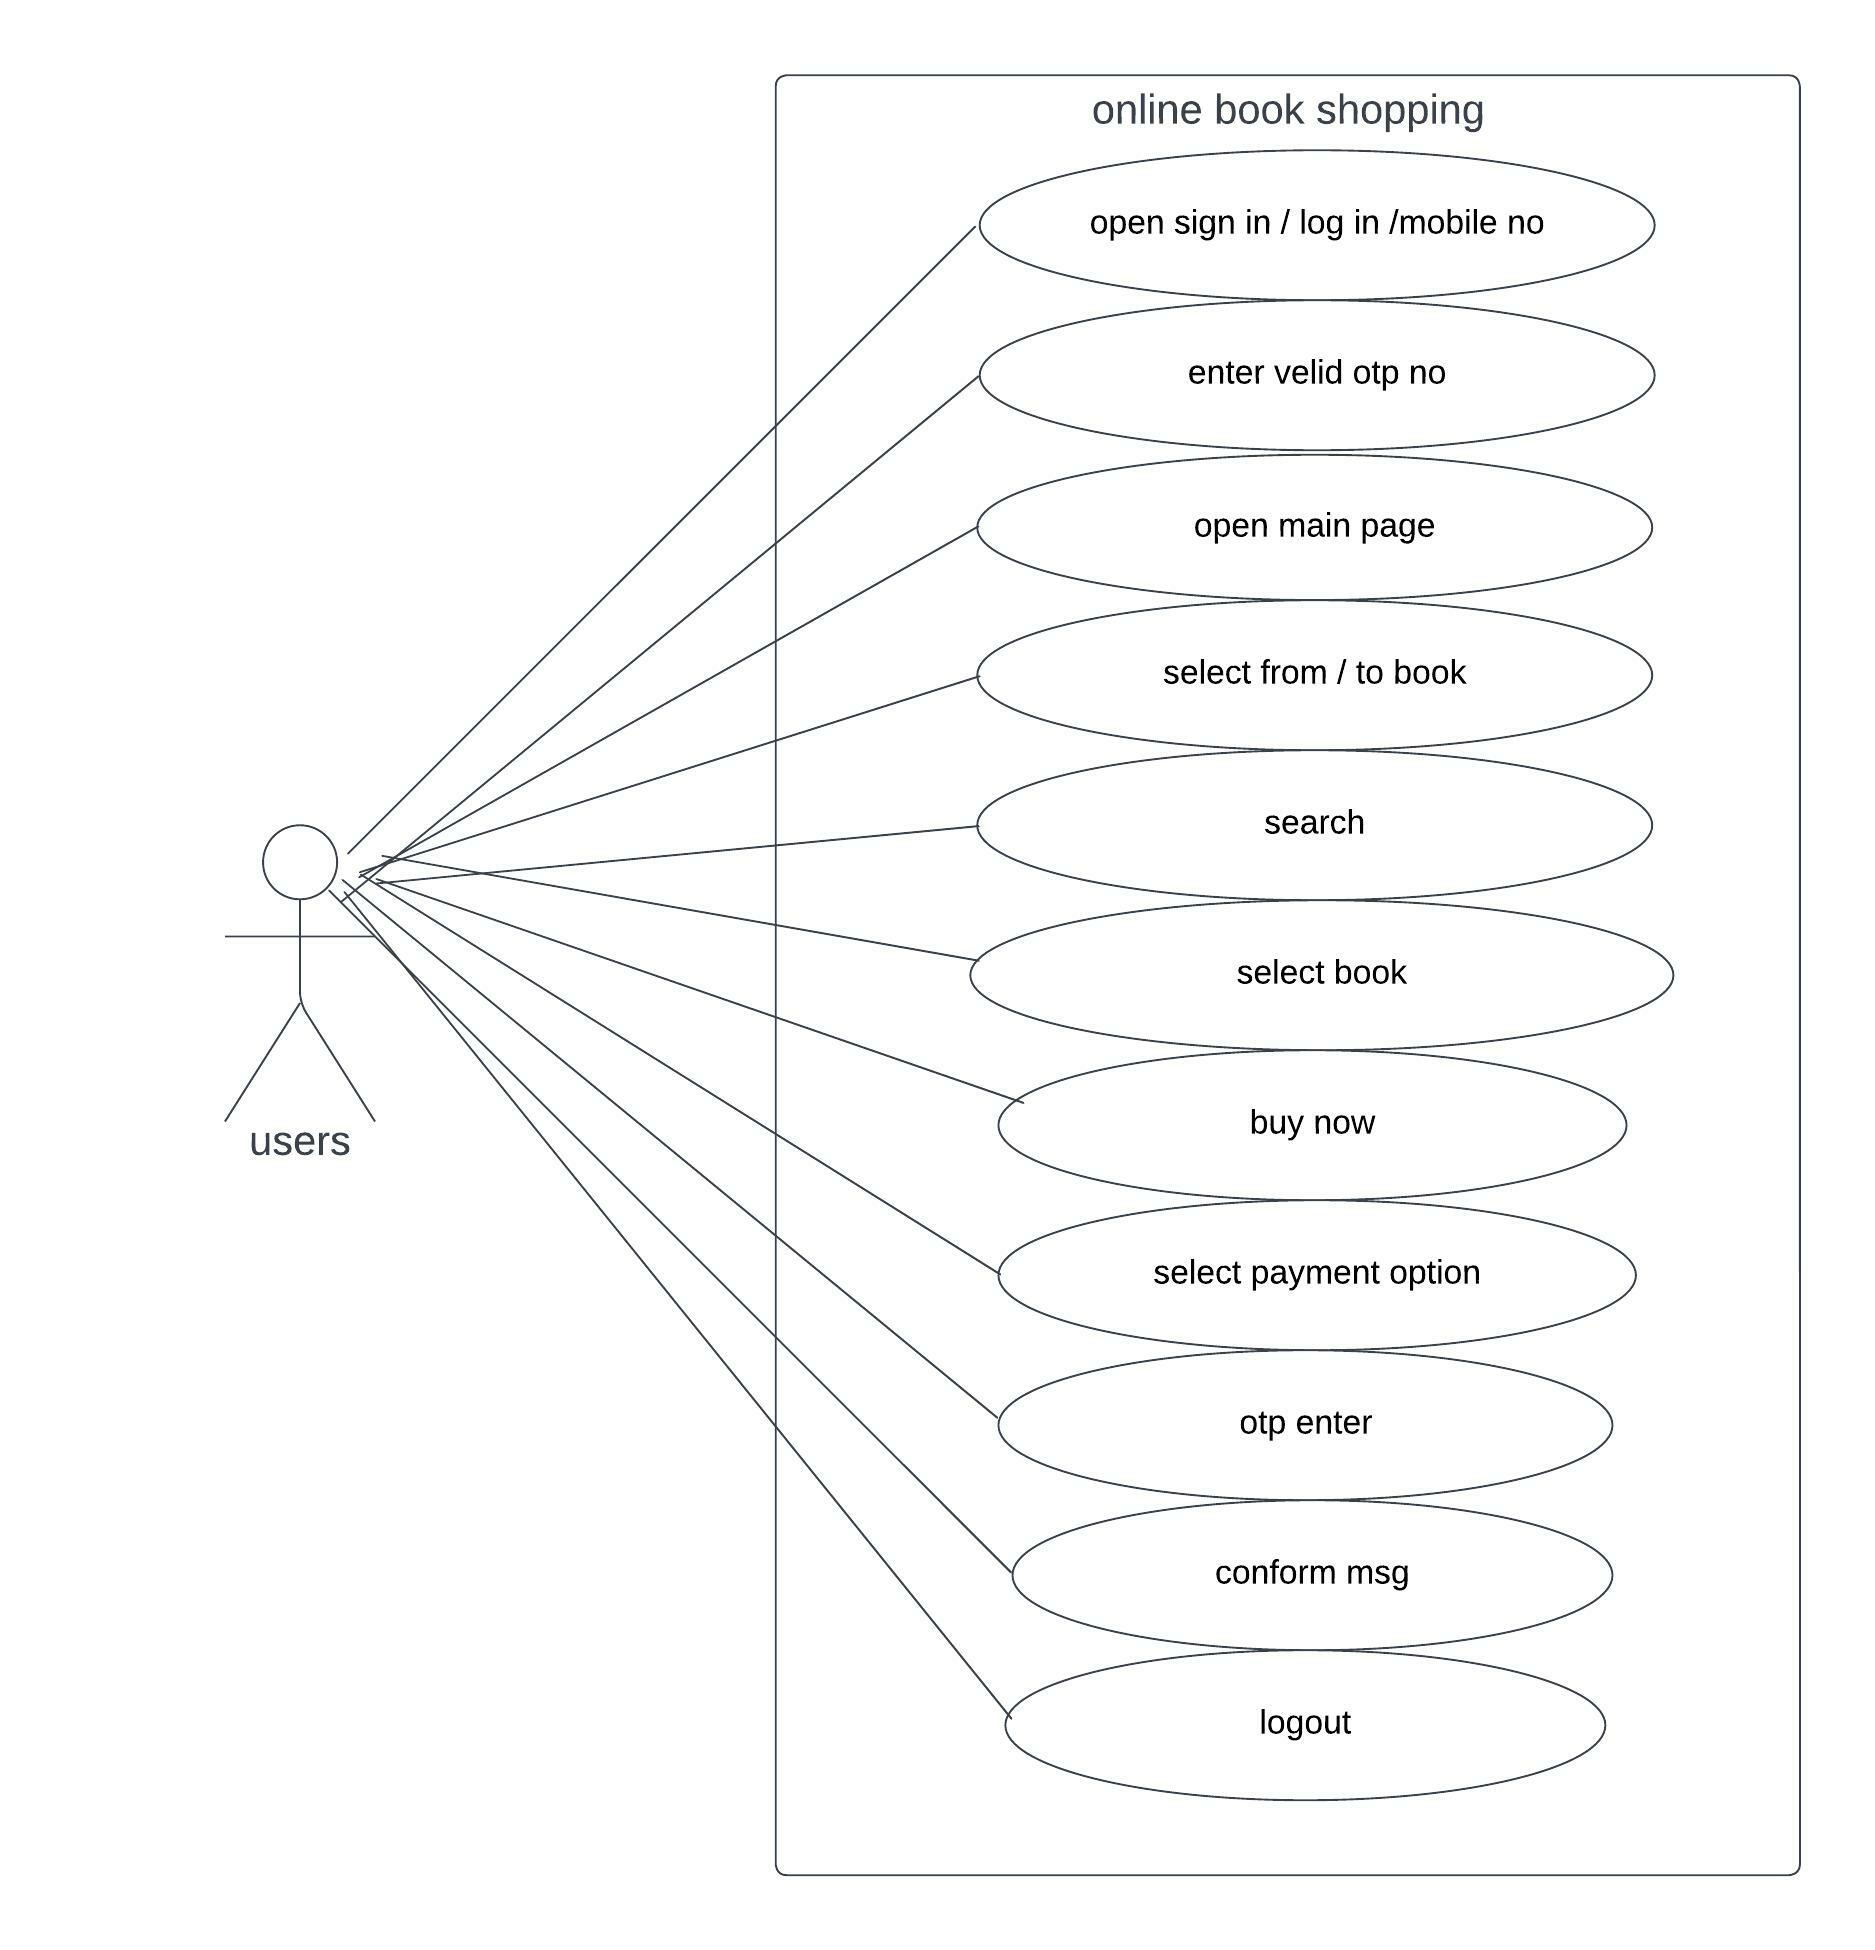 online book shopping
open sign in / log in /mobile no
enter velid otp no
open main page
select from / to book
search
select book
buy now
users
select payment option
otp enter
conform msg
logout